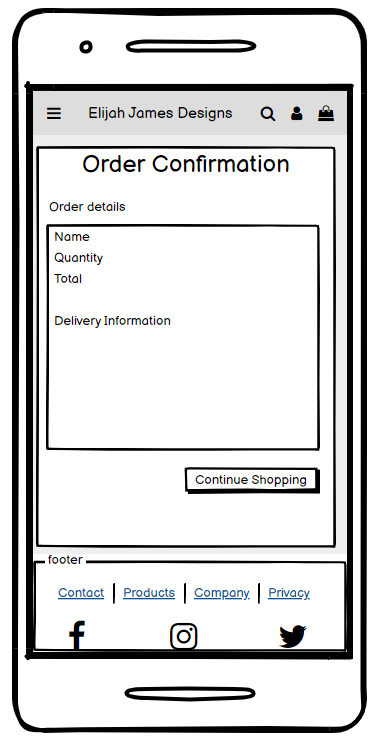 Elijah James Designs
Order Confirmation
Order details
Name
Quantity
Total
Delivery Information
Continue Shopping
footer
Contact Products Company Privacy